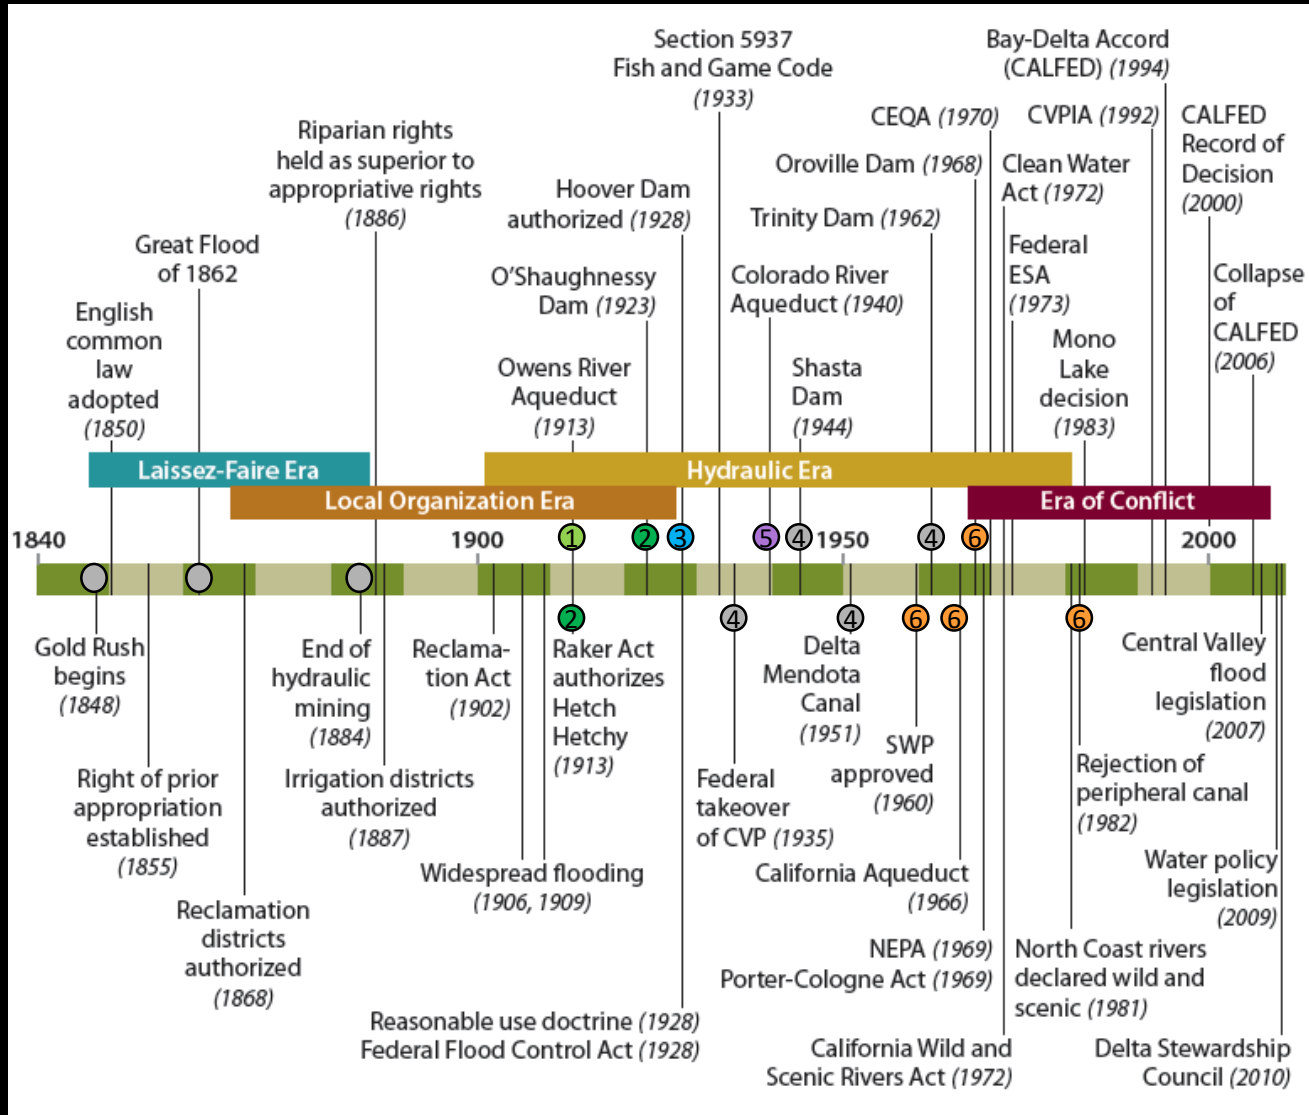 Section 5937
Fish and Game Code
(1933)
Bay-Delta Accord
(CALFED) (1994)
CEQA (1970)
CVPIA (1992)
CALFED
Record of
Decision
(2000)
Riparian rights
held as superior to
appropriative rights
(1886)
Oroville Dam (1968)
Clean Water
Act (1972)
Hoover Dam
authorized (1928)
Trinity Dam (1962)
Great Flood
of 1862
Federal
ESA
(1973)
O'Shaughnessy
Dam (1923)
Colorado River
Aqueduct (1940)
Collapse
of
CALFED
(2006)
English
common
law
adopted
(1850)
Mono
Lake
decision
(1983)
Owens River
Aqueduct
(1913)
Shasta
Dam
(1944)
Laissez-Faire Era
Hydraulic Era
Local Organization Era
Era of Conflict
1840
1900
1
2
3
5
4
1950
4
6
2000
2
4
4
6
6
6
Gold Rush
begins
(1848)
End of
hydraulic
mining
(1884)
Reclama-
tion Act
(1902)
Raker Act
authorizes
Hetch
Hetchy
(1913)
Delta
Mendota
Canal
(1951)
Central Valley
flood
legislation
(2007)
SWP
approved
(1960)
Right of prior
appropriation
established
(1855)
Irrigation districts
authorized
(1887)
Federal
takeover
of CVP (1935)
Rejection of
peripheral canal
(1982)
Widespread flooding
(1906, 1909)
California Aqueduct
(1966)
Water policy
legislation
(2009)
Reclamation
districts
authorized
(1868)
NEPA (1969)
Porter-Cologne Act (1969)
North Coast rivers
declared wild and
scenic (1981)
Reasonable use doctrine (1928)
Federal Flood Control Act (1928)
California Wild and
Scenic Rivers Act (1972)
Delta Stewardship
Council (2010)